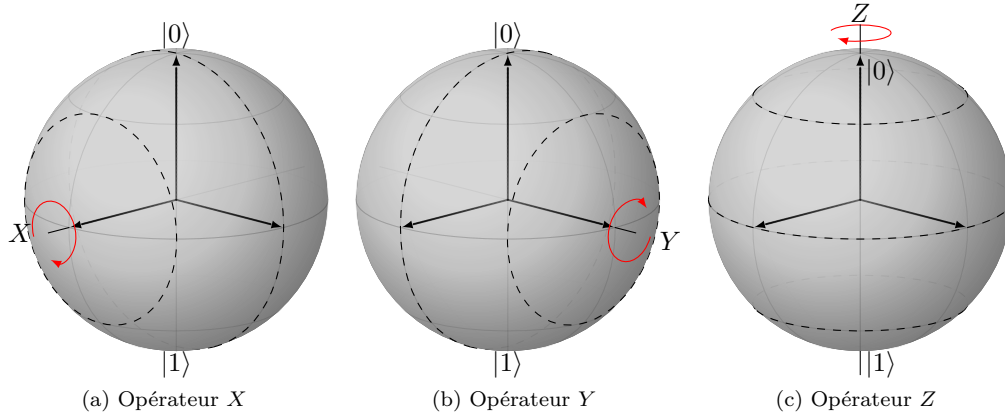 |0⟩
|0⟩
Z
|0⟩
X
Y
|1⟩
|1⟩
|1⟩
(a) Opérateur X
(b) Opérateur Y
(c) Opérateur Z